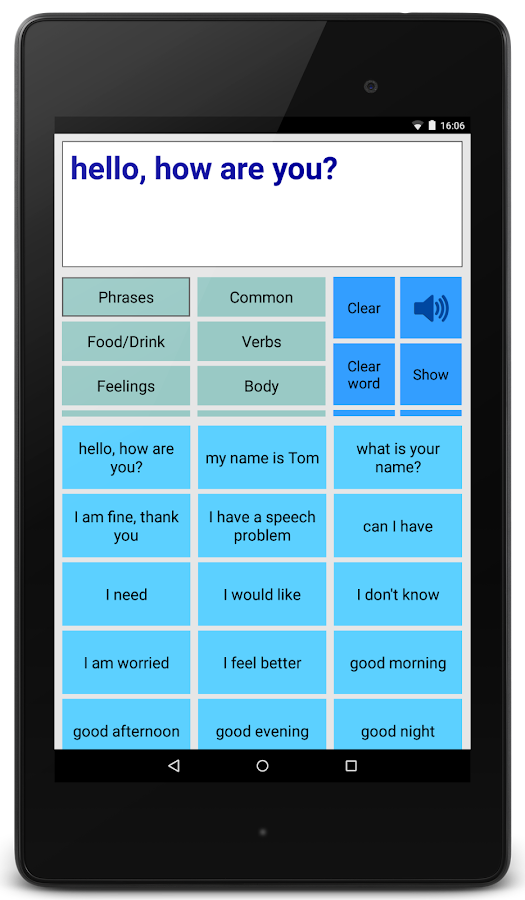 16:06
hello, how are you?
Phrases
Common
Clear
Food/Drink
Verbs
Clear
word
Show
Feelings
Body
hello, how are
you?
my name is Tom
what is your
name?
I am fine, thank
you
I have a speech
problem
can I have
I need
I would like
I don't know
I am worried
I feel better
good morning
good afternoon
good evening
good night